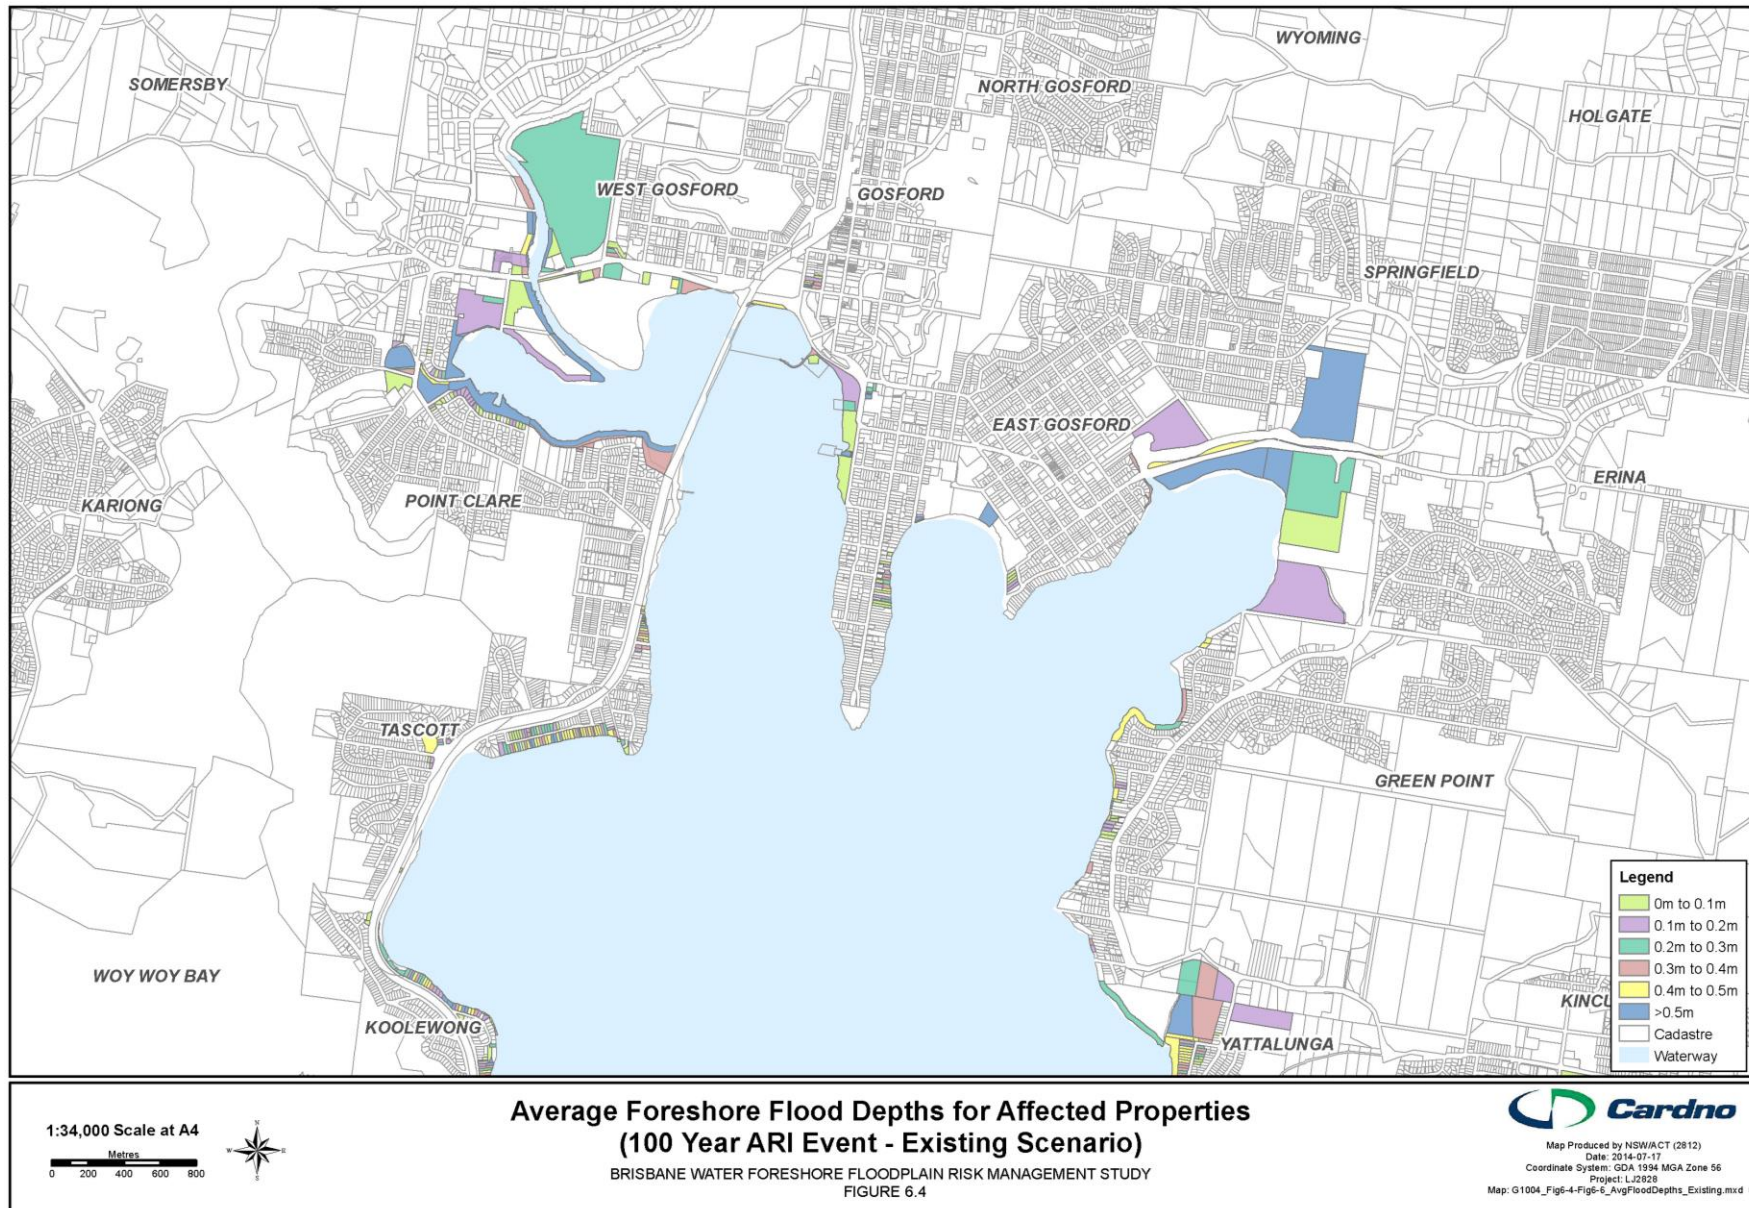 WYOMING
SOMERSBY
NORTH GOSFORD
HOLGATE
WEST GOSFORD
GOSFORD
SPRINGFIELD
EAST GOSFORD
ERINA
KARIONG
POINT CLARE
TASCOTT
GREEN POINT
WOY WOY BAY
KINCU
KOOLEWONG
YATTALUNGA
Legend
0m to 0.1m
0.1m to 0.2m
0.2m to 0.3m
0.3m to 0.4m
0.4m to 0.5m
>0.5m
Cadastre
Waterway
1:34,000 Scale at A4
Metres
0 200 400 600 800
N
W E
S
Average Foreshore Flood Depths for Affected Properties
(100 Year ARI Event - Existing Scenario)
BRISBANE WATER FORESHORE FLOODPLAIN RISK MANAGEMENT STUDY
FIGURE 6.4
Cardno
Map Produced by NSW/ACT (2812)
Date: 2014-07-17
Coordinate System: GDA 1994 MGA Zone 56
Project: LJ2828
Map: G1004_Fig6-4-Fig6-6_AvgFloodDepths_Existing.mxd